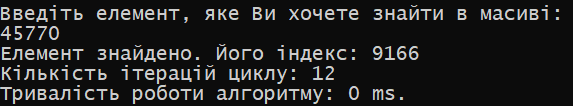 Введіть елемент, яке Ви хочете знайти в масиві:
45770
Елемент знайдено. Його індекс: 9166
Кількість ітерацій циклу: 12
Тривалість роботи алгоритму: 0 ms.